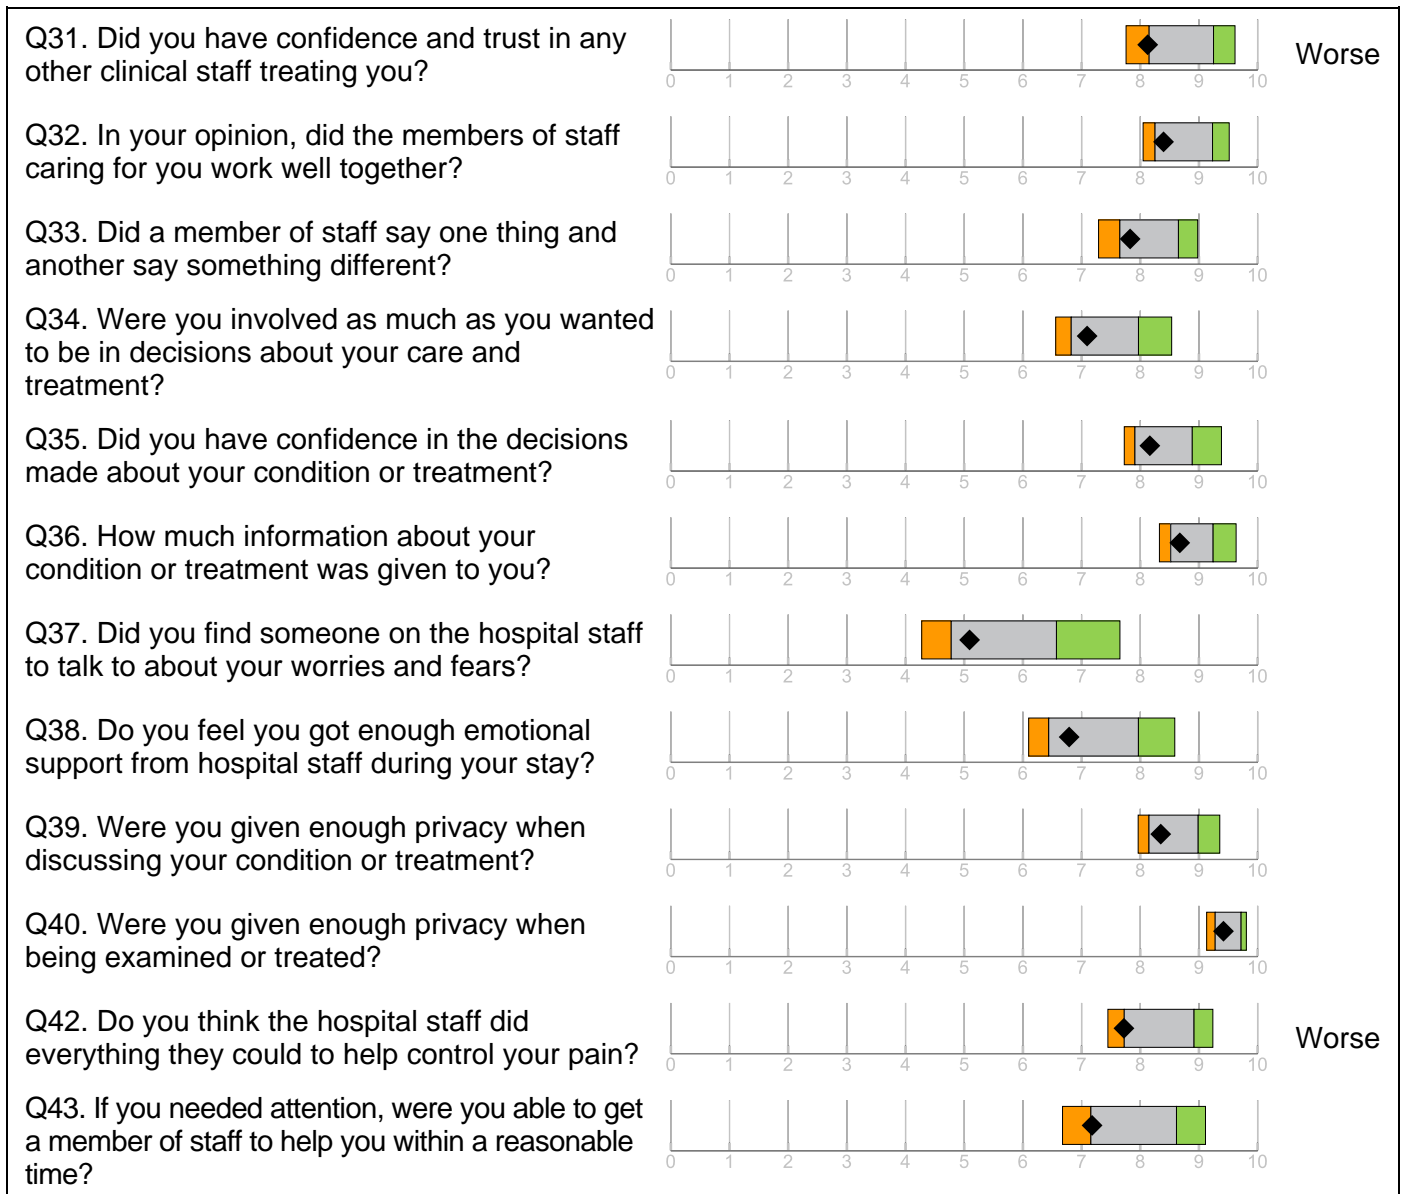 Q31. Did you have confidence and trust in any
other clinical staff treating you?
Worse
0 1 2 3 4 5 6 7 8 9 10
Q32. In your opinion, did the members of staff
caring for you work well together?
0 1 2 3 4 5 6 7 8 9 10
Q33. Did a member of staff say one thing and
another say something different?
0 1 2 3 4 5 6 7 8 9 10
Q34. Were you involved as much as you wanted
to be in decisions about your care and
treatment?
0 1 2 3 4 5 6 7 8 9 10
Q35. Did you have confidence in the decisions
made about your condition or treatment?
0 1 2 3 4 5 6 7 8 9 10
Q36. How much information about your
condition or treatment was given to you?
0 1 2 3 4 5 6 7 8 9 10
Q37. Did you find someone on the hospital staff
to talk to about your worries and fears?
0 1 2 3 4 5 6 7 8 9 10
Q38. Do you feel you got enough emotional
support from hospital staff during your stay?
0 1 2 3 4 5 6 7 8 9 10
Q39. Were you given enough privacy when
discussing your condition or treatment?
0 1 2 3 4 5 6 7 8 9 10
Q40. Were you given enough privacy when
being examined or treated?
0 1 2 3 4 5 6 7 8 9 10
Q42. Do you think the hospital staff did
everything they could to help control your pain?
Worse
0 1 2 3 4 5 6 7 8 9 10
Q43. If you needed attention, were you able to get
a member of staff to help you within a reasonable
time?
0 1 2 3 4 5 6 7 8 9 10